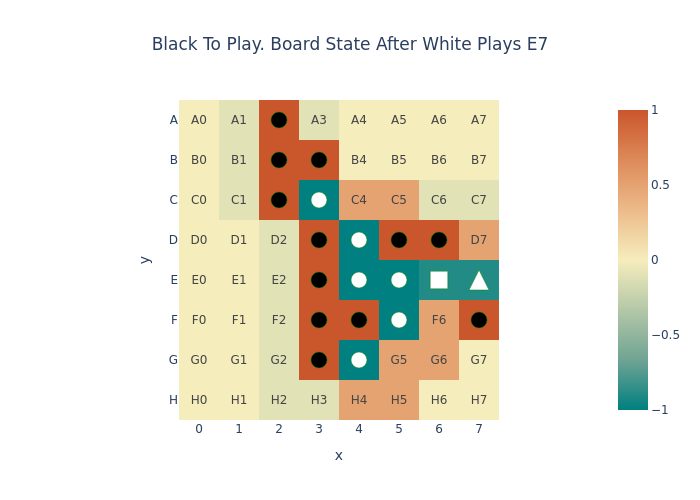 Black To Play. Board State After White Plays E7
A A0 A1 A3 A4 A5 A6 A7
B B0 B1 B4 B5 B6 B7
C C0 C1 C4 C5 C6 C7
D D0 D1 D2 D7
E E0 E1 E2
F F0 F1 F2 F6
G G0 G1 G2 G5 G6 G7
H H0 H1 H2 H3 H4 H5 H6 H7
0 1 2 3 4 5 6 7
x
y
1
0.5
0
−0.5
−1